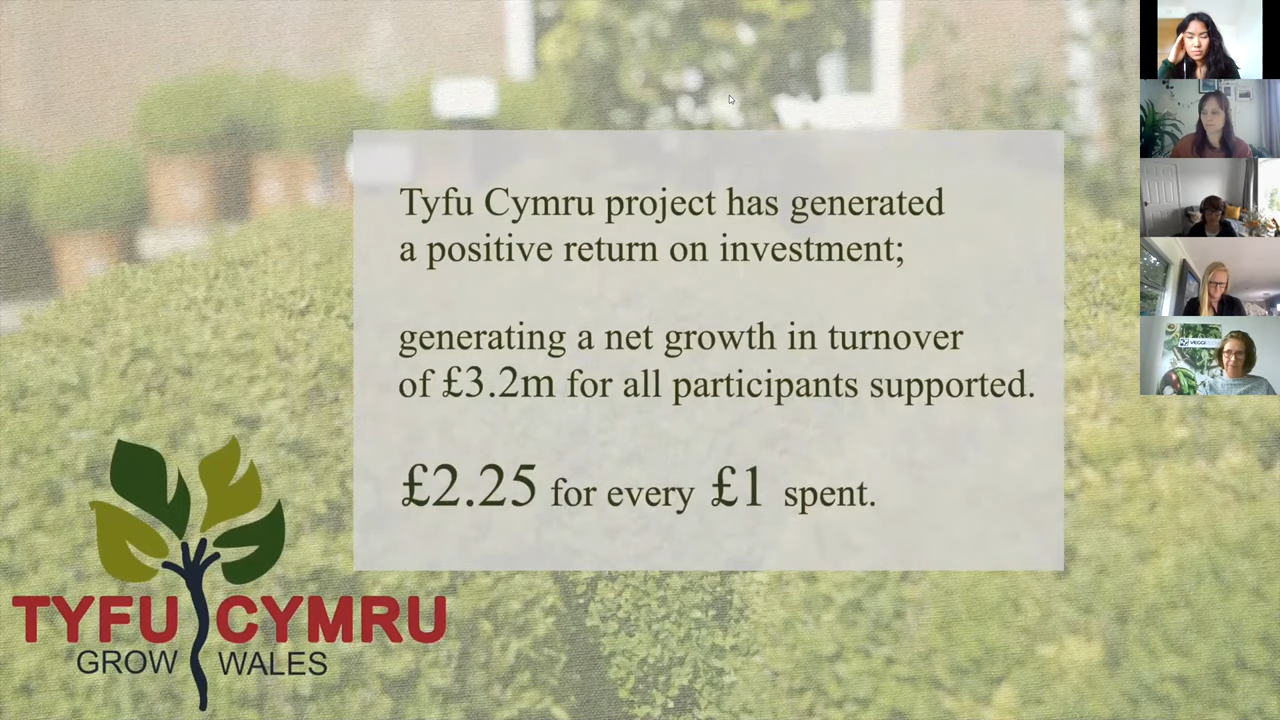 Tyfu Cymru project has generated
a positive return on investment;
generating a net growth in turnover
of £3.2m for all participants supported.
£2.25 for every £1 spent.
TYFU CYMRU
GROW WALES